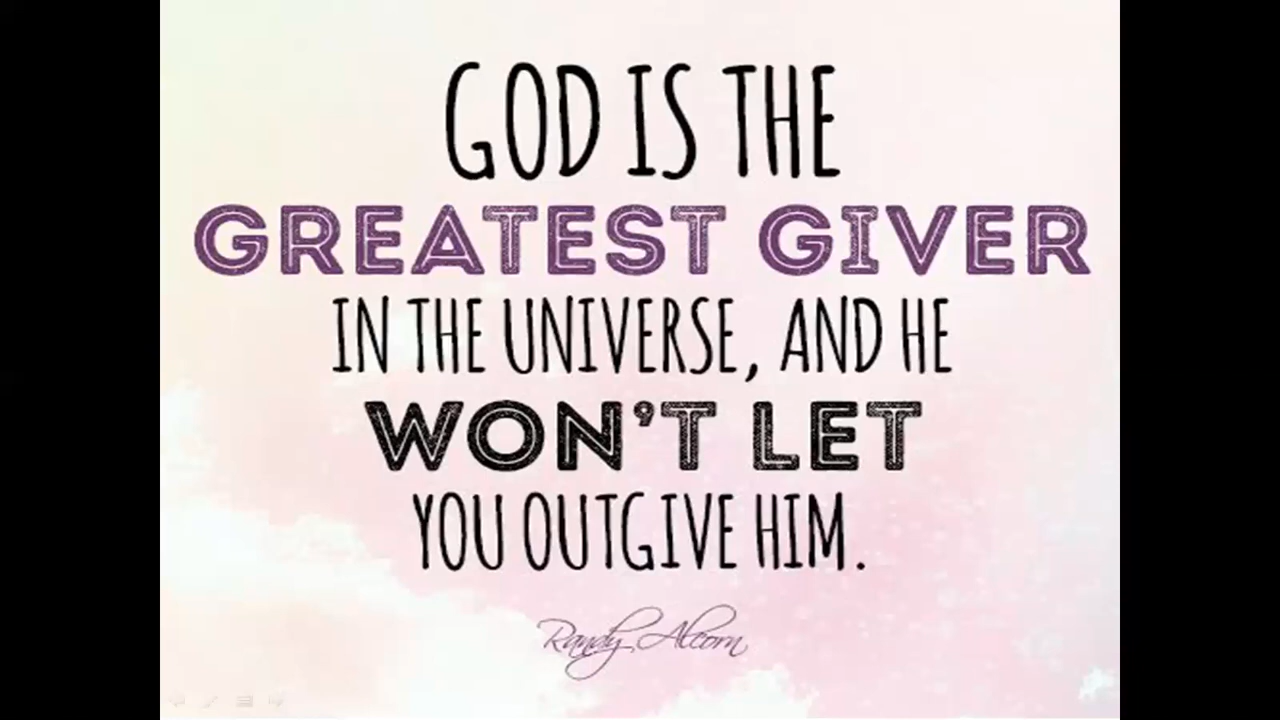 GOD IS THE
GREATEST GIVER
IN THE UNIVERSE, AND HE
WON'T LET
YOU OUTGIVE HIM.
Randy Alcorn